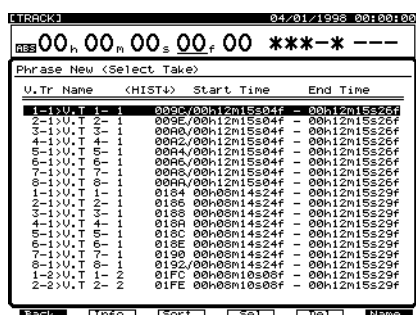 [TRACK] 04/01/1998 00:00:00
ABS 00h 00m 00s 00f 00 ***-* ---
Phrase New (Select Take)
V.Tr Name (HIST↓) Start Time End Time
1-1>V.T 1- 1 009C/00h12m15s04f - 00h12m15s26f
2-1>V.T 2- 1 009E/00h12m15s04f - 00h12m15s26f
3-1>V.T 3- 1 00A0/00h12m15s04f - 00h12m15s26f
4-1>V.T 4- 1 00A2/00h12m15s04f - 00h12m15s26f
5-1>V.T 5- 1 00A4/00h12m15s04f - 00h12m15s26f
6-1>V.T 6- 1 00A6/00h12m15s04f - 00h12m15s26f
7-1>V.T 7- 1 00A8/00h12m15s04f - 00h12m15s26f
8-1>V.T 8- 1 00AA/00h12m15s04f - 00h12m15s26f
1-1>V.T 1- 1 0184 00h08m14s24f - 00h12m15s29f
2-1>V.T 2- 1 0186 00h08m14s24f - 00h12m15s29f
3-1>V.T 3- 1 0188 00h08m14s24f - 00h12m15s29f
4-1>V.T 4- 1 018A 00h08m14s24f - 00h12m15s29f
5-1>V.T 5- 1 018C 00h08m14s24f - 00h12m15s29f
6-1>V.T 6- 1 018E 00h08m14s24f - 00h12m15s29f
7-1>V.T 7- 1 0190 00h08m14s24f - 00h12m15s29f
8-1>V.T 8- 1 0192/00h08m14s24f - 00h12m15s29f
1-2>V.T 1- 2 01FC 00h08m10s08f - 00h12m15s29f
2-2>V.T 2- 2 01FE 00h08m10s08f - 00h12m15s29f
Back Info Sort Sel Del Name